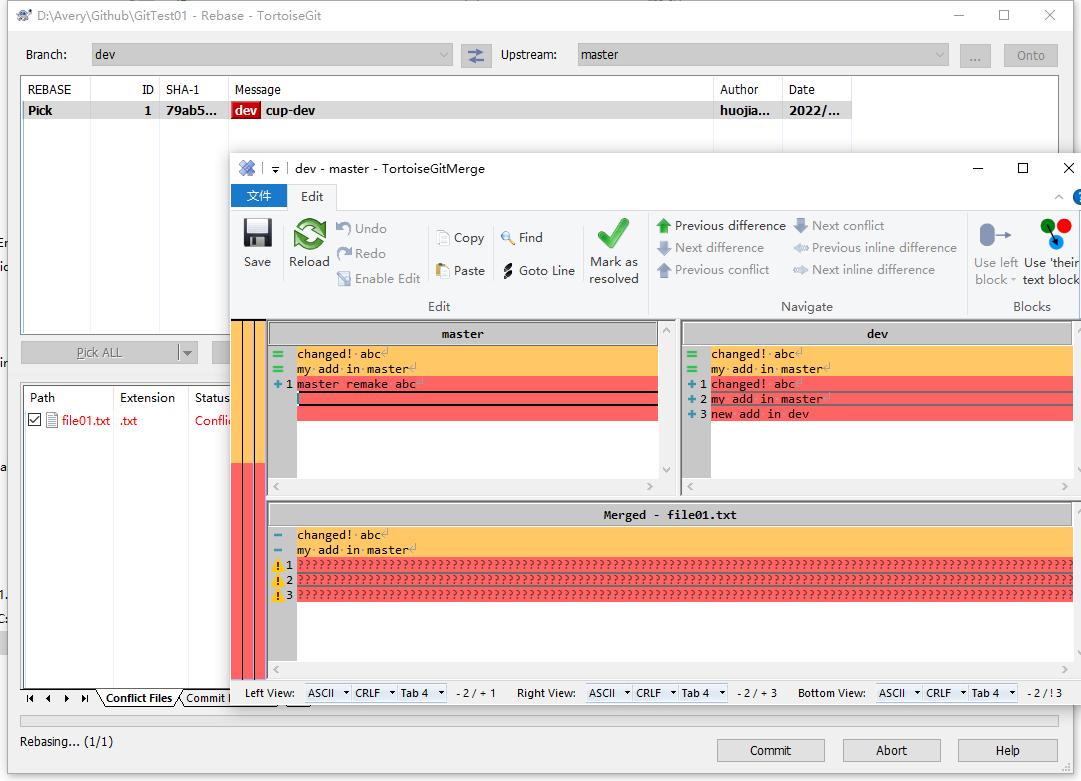 D:\Avery\Github\GitTest01 - Rebase - TortoiseGit
Branch: dev Upstream: master ... Onto
REBASE ID SHA-1 Message Author Date
Pick 1 79ab5... dev cup-dev huojia... 2022/...
dev - master - TortoiseGitMerge
文件 Edit
Save Reload Undo Redo Enable Edit Copy Paste Find Goto Line Mark as resolved
Previous difference Next conflict
Next difference Previous inline difference
Previous conflict Next inline difference
Use left block Use 'their text block
Edit Navigate Blocks
master
changed! abc
my add in master
1 master remake abc
dev
changed! abc
my add in master
1 changed! abc
2 my add in master
3 new add in dev
Pick ALL
Path Extension Status
file01.txt .txt Confli
Merged - file01.txt
changed! abc
my add in master
1
2
3
Left View: ASCII CRLF Tab 4 - 2 / + 1 Right View: ASCII CRLF Tab 4 - 2 / + 3 Bottom View: ASCII CRLF Tab 4 - 2 / ! 3
Conflict Files Commit
Rebasing... (1/1)
Commit Abort Help